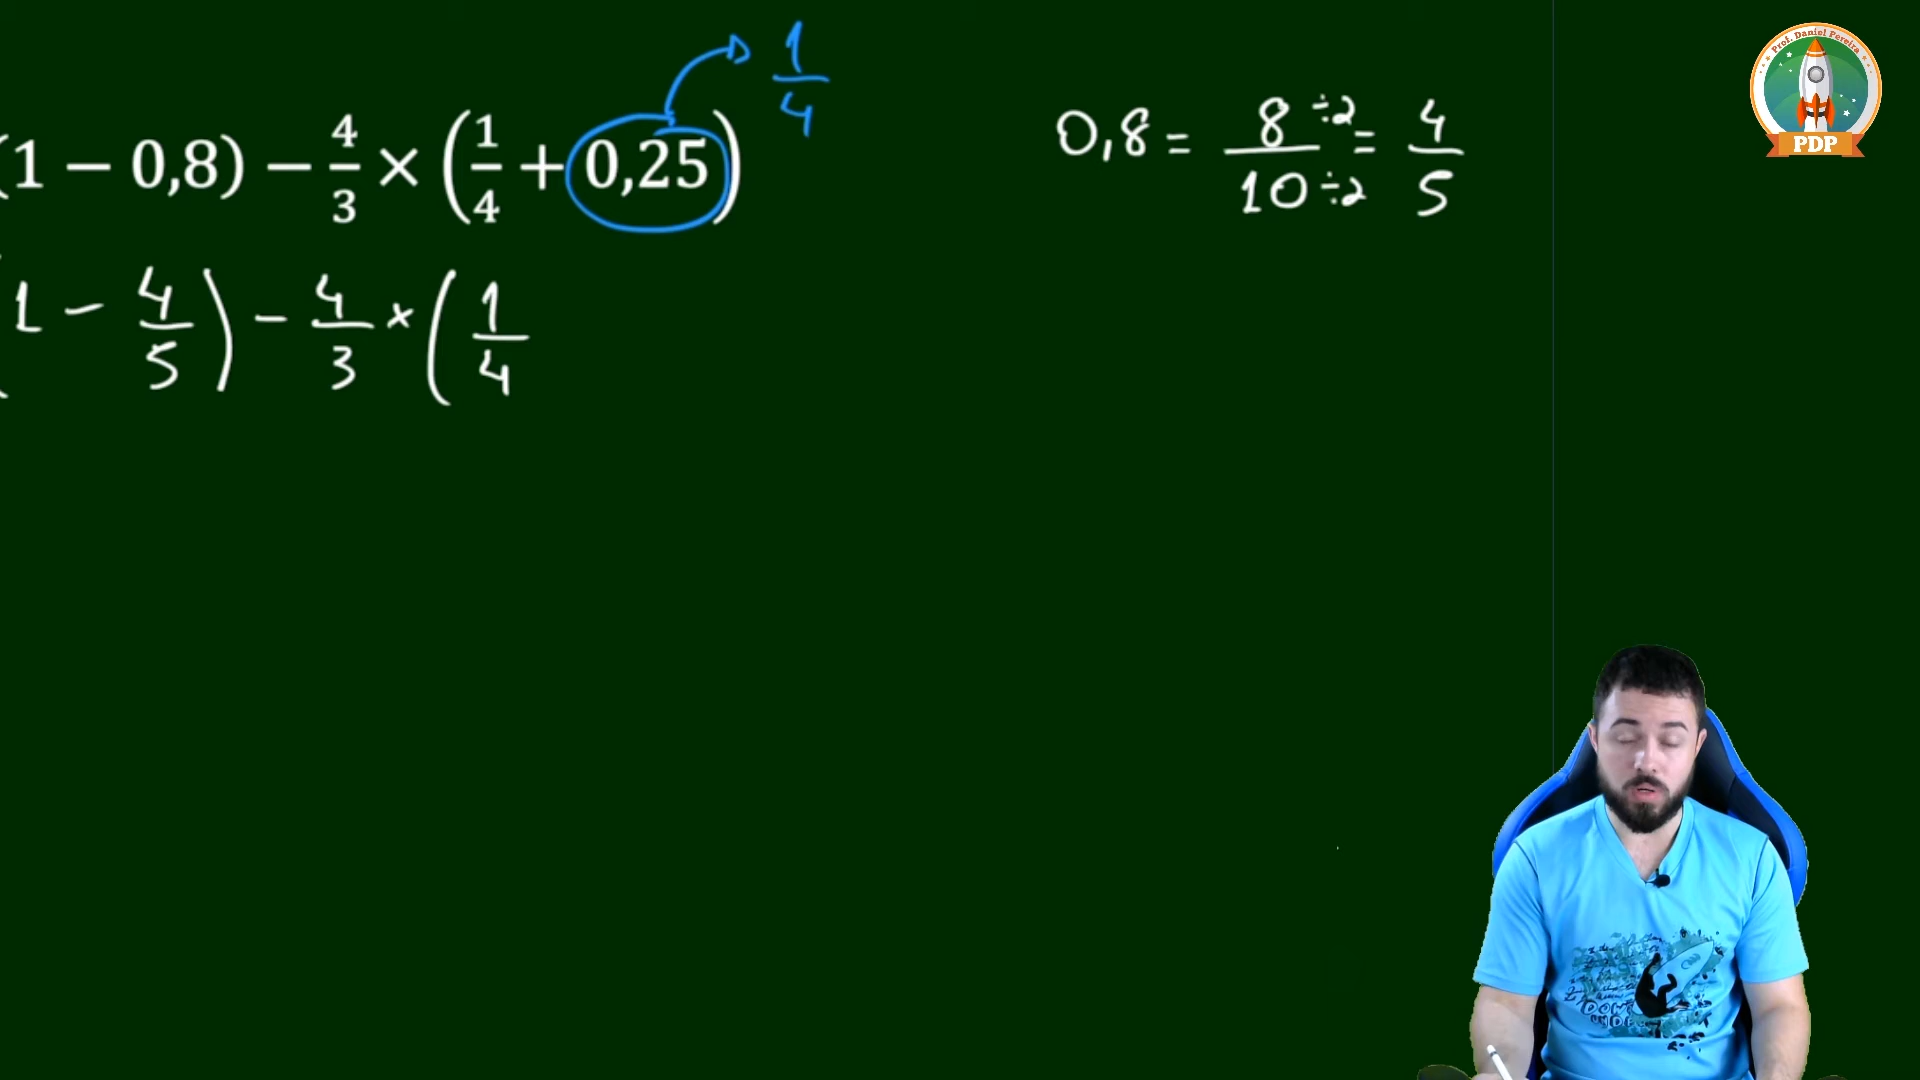 (1 − 0,8) − 4/3 × (1/4 + 0,25)
1/4
(1 − 4/5) − 4/3 × (1/4
0,8 = 8÷2/10÷2 = 4/5
Prof. Daniel Pereira
PDP